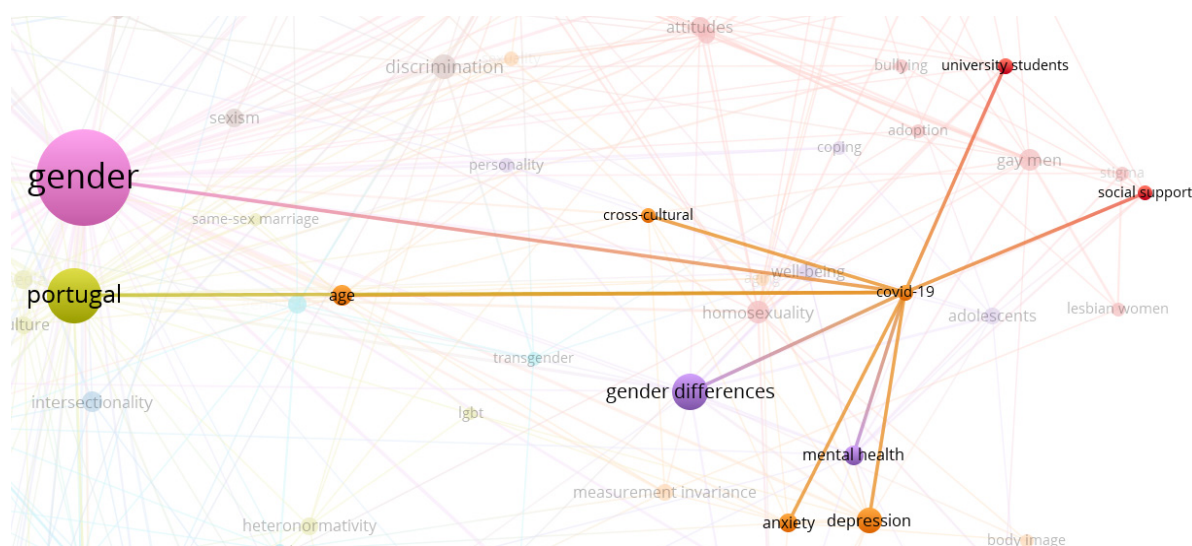 attitudes
discrimination
bullying
university students
sexism
adoption
coping
personality
gay men
stigma
gender
social support
cross-cultural
same-sex marriage
well-being
aging
portugal
age
covid-19
homosexuality
adolescents
lesbian women
ulture
transgender
gender differences
intersectionality
lgbt
mental health
measurement invariance
heteronormativity
anxiety
depression
body image